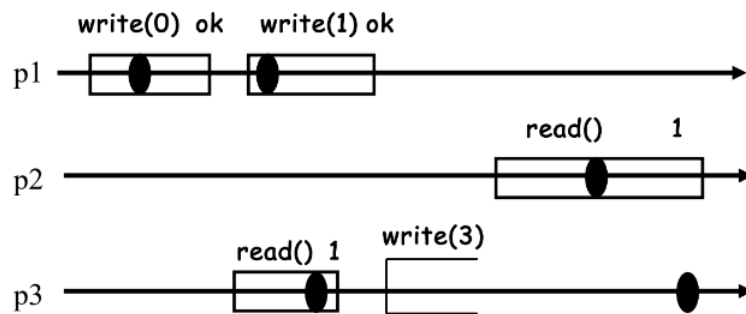 write(0) ok write(1) ok
p1
read() 1
p2
read() 1 write(3)
p3